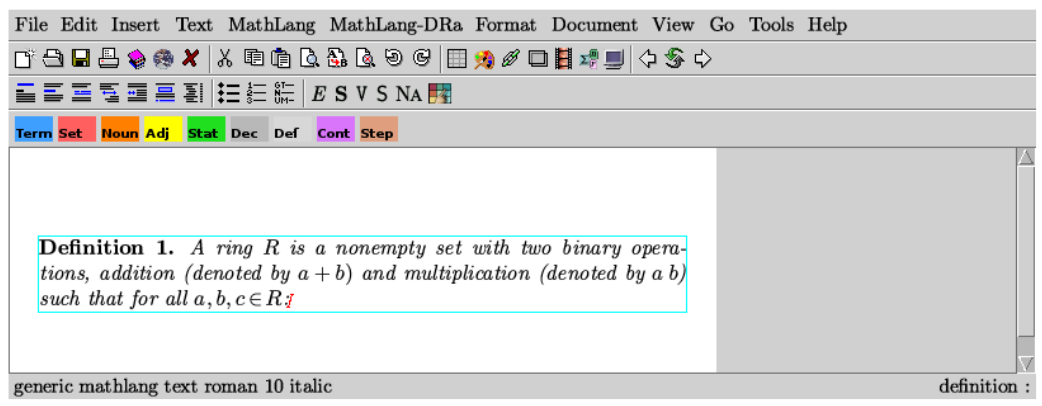 File Edit Insert Text MathLang MathLang-DRa Format Document View Go Tools Help
E S V S NA
Term Set Noun Adj Stat Dec Def Cont Step
Definition 1. A ring R is a nonempty set with two binary opera-
tions, addition (denoted by a + b) and multiplication (denoted by a b)
such that for all a, b, c ∈ R:
generic mathlang text roman 10 italic definition :